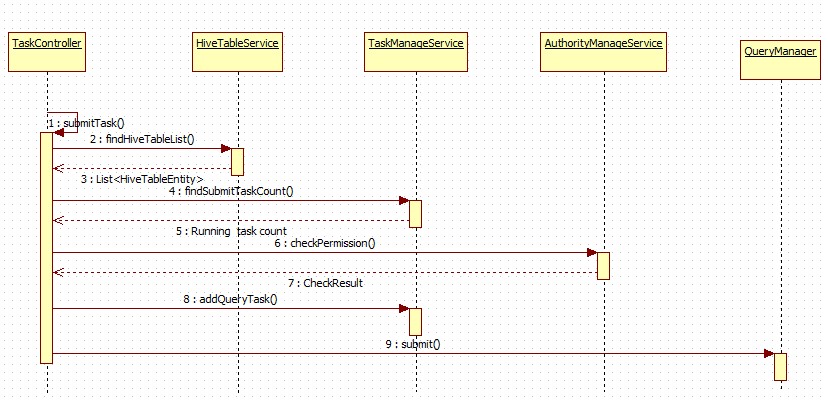 TaskController
HiveTableService
TaskManageService
AuthorityManageService
QueryManager
1 : submitTask()
2 : findHiveTableList()
3 : List<HiveTableEntity>
4 : findSubmitTaskCount()
5 : Running task count
6 : checkPermission()
7 : CheckResult
8 : addQueryTask()
9 : submit()